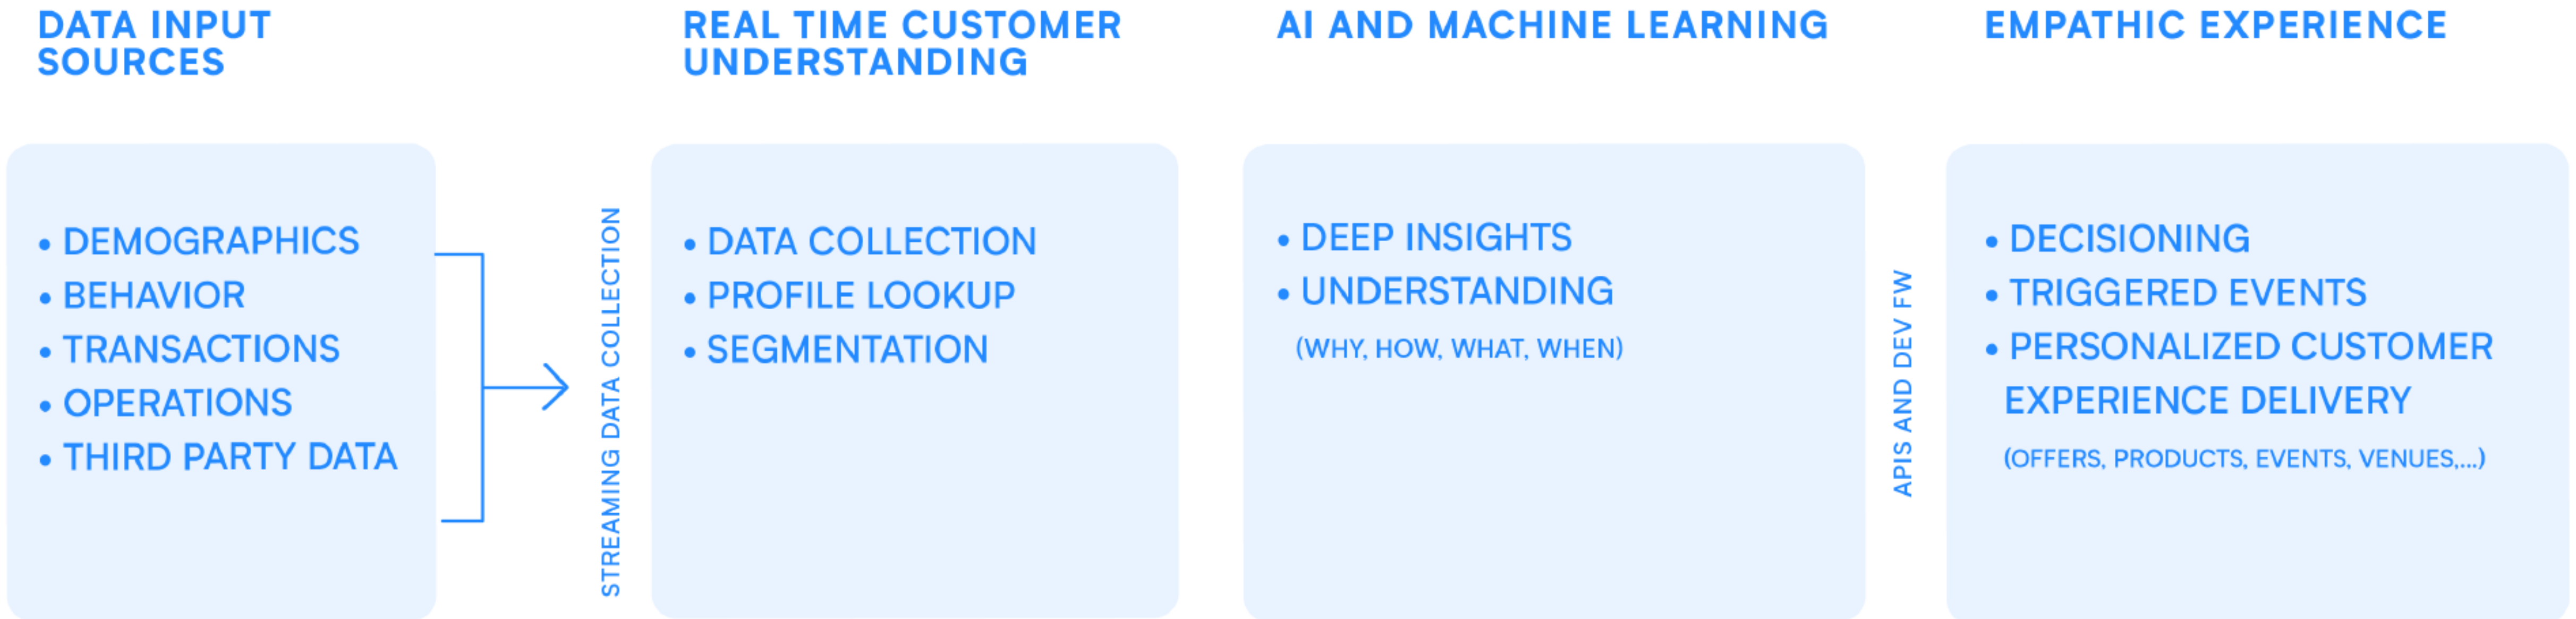 DATA INPUT
SOURCES
• DEMOGRAPHICS
• BEHAVIOR
• TRANSACTIONS
• OPERATIONS
• THIRD PARTY DATA
STREAMING DATA COLLECTION
REAL TIME CUSTOMER
UNDERSTANDING
• DATA COLLECTION
• PROFILE LOOKUP
• SEGMENTATION
AI AND MACHINE LEARNING
• DEEP INSIGHTS
• UNDERSTANDING
(WHY, HOW, WHAT, WHEN)
APIS AND DEV FW
EMPATHIC EXPERIENCE
• DECISIONING
• TRIGGERED EVENTS
• PERSONALIZED CUSTOMER
EXPERIENCE DELIVERY
(OFFERS, PRODUCTS, EVENTS, VENUES,...)